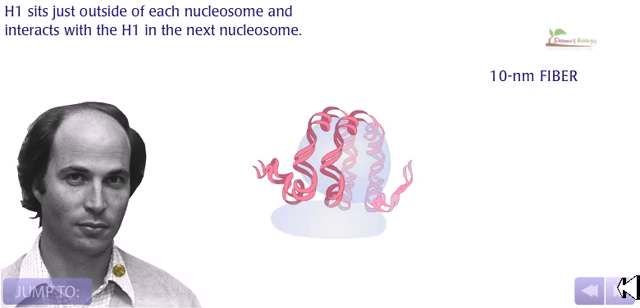 H1 sits just outside of each nucleosome and
interacts with the H1 in the next nucleosome.
10-nm FIBER
JUMP TO: